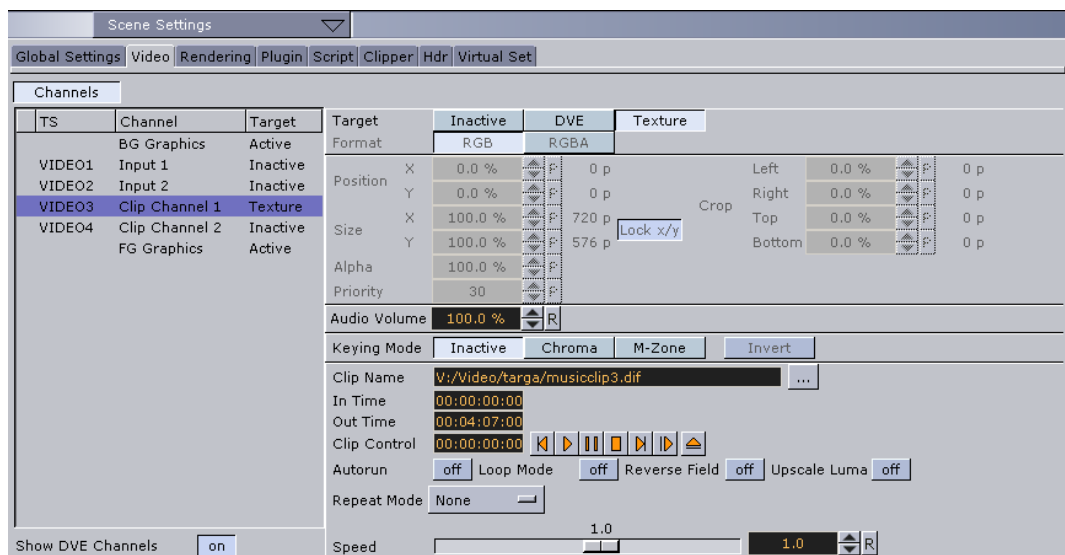 Scene Settings
Global Settings Video Rendering Plugin Script Clipper Hdr Virtual Set
Channels
TS Channel Target
BG Graphics Active
VIDEO1 Input 1 Inactive
VIDEO2 Input 2 Inactive
VIDEO3 Clip Channel 1 Texture
VIDEO4 Clip Channel 2 Inactive
FG Graphics Active
Show DVE Channels on
Target Inactive DVE Texture
Format RGB RGBA
Position X 0.0 % P 0 p
Y 0.0 % P 0 p
Size X 100.0 % P 720 p
Y 100.0 % P 576 p
Lock x/y
Crop Left 0.0 % P 0 p
Right 0.0 % P 0 p
Top 0.0 % P 0 p
Bottom 0.0 % P 0 p
Alpha 100.0 % P
Priority 30 P
Audio Volume 100.0 % R
Keying Mode Inactive Chroma M-Zone Invert
Clip Name V:/Video/targa/musicclip3.dif ...
In Time 00:00:00:00
Out Time 00:04:07:00
Clip Control 00:00:00:00
Autorun off Loop Mode off Reverse Field off Upscale Luma off
Repeat Mode None
1.0
Speed 1.0 R